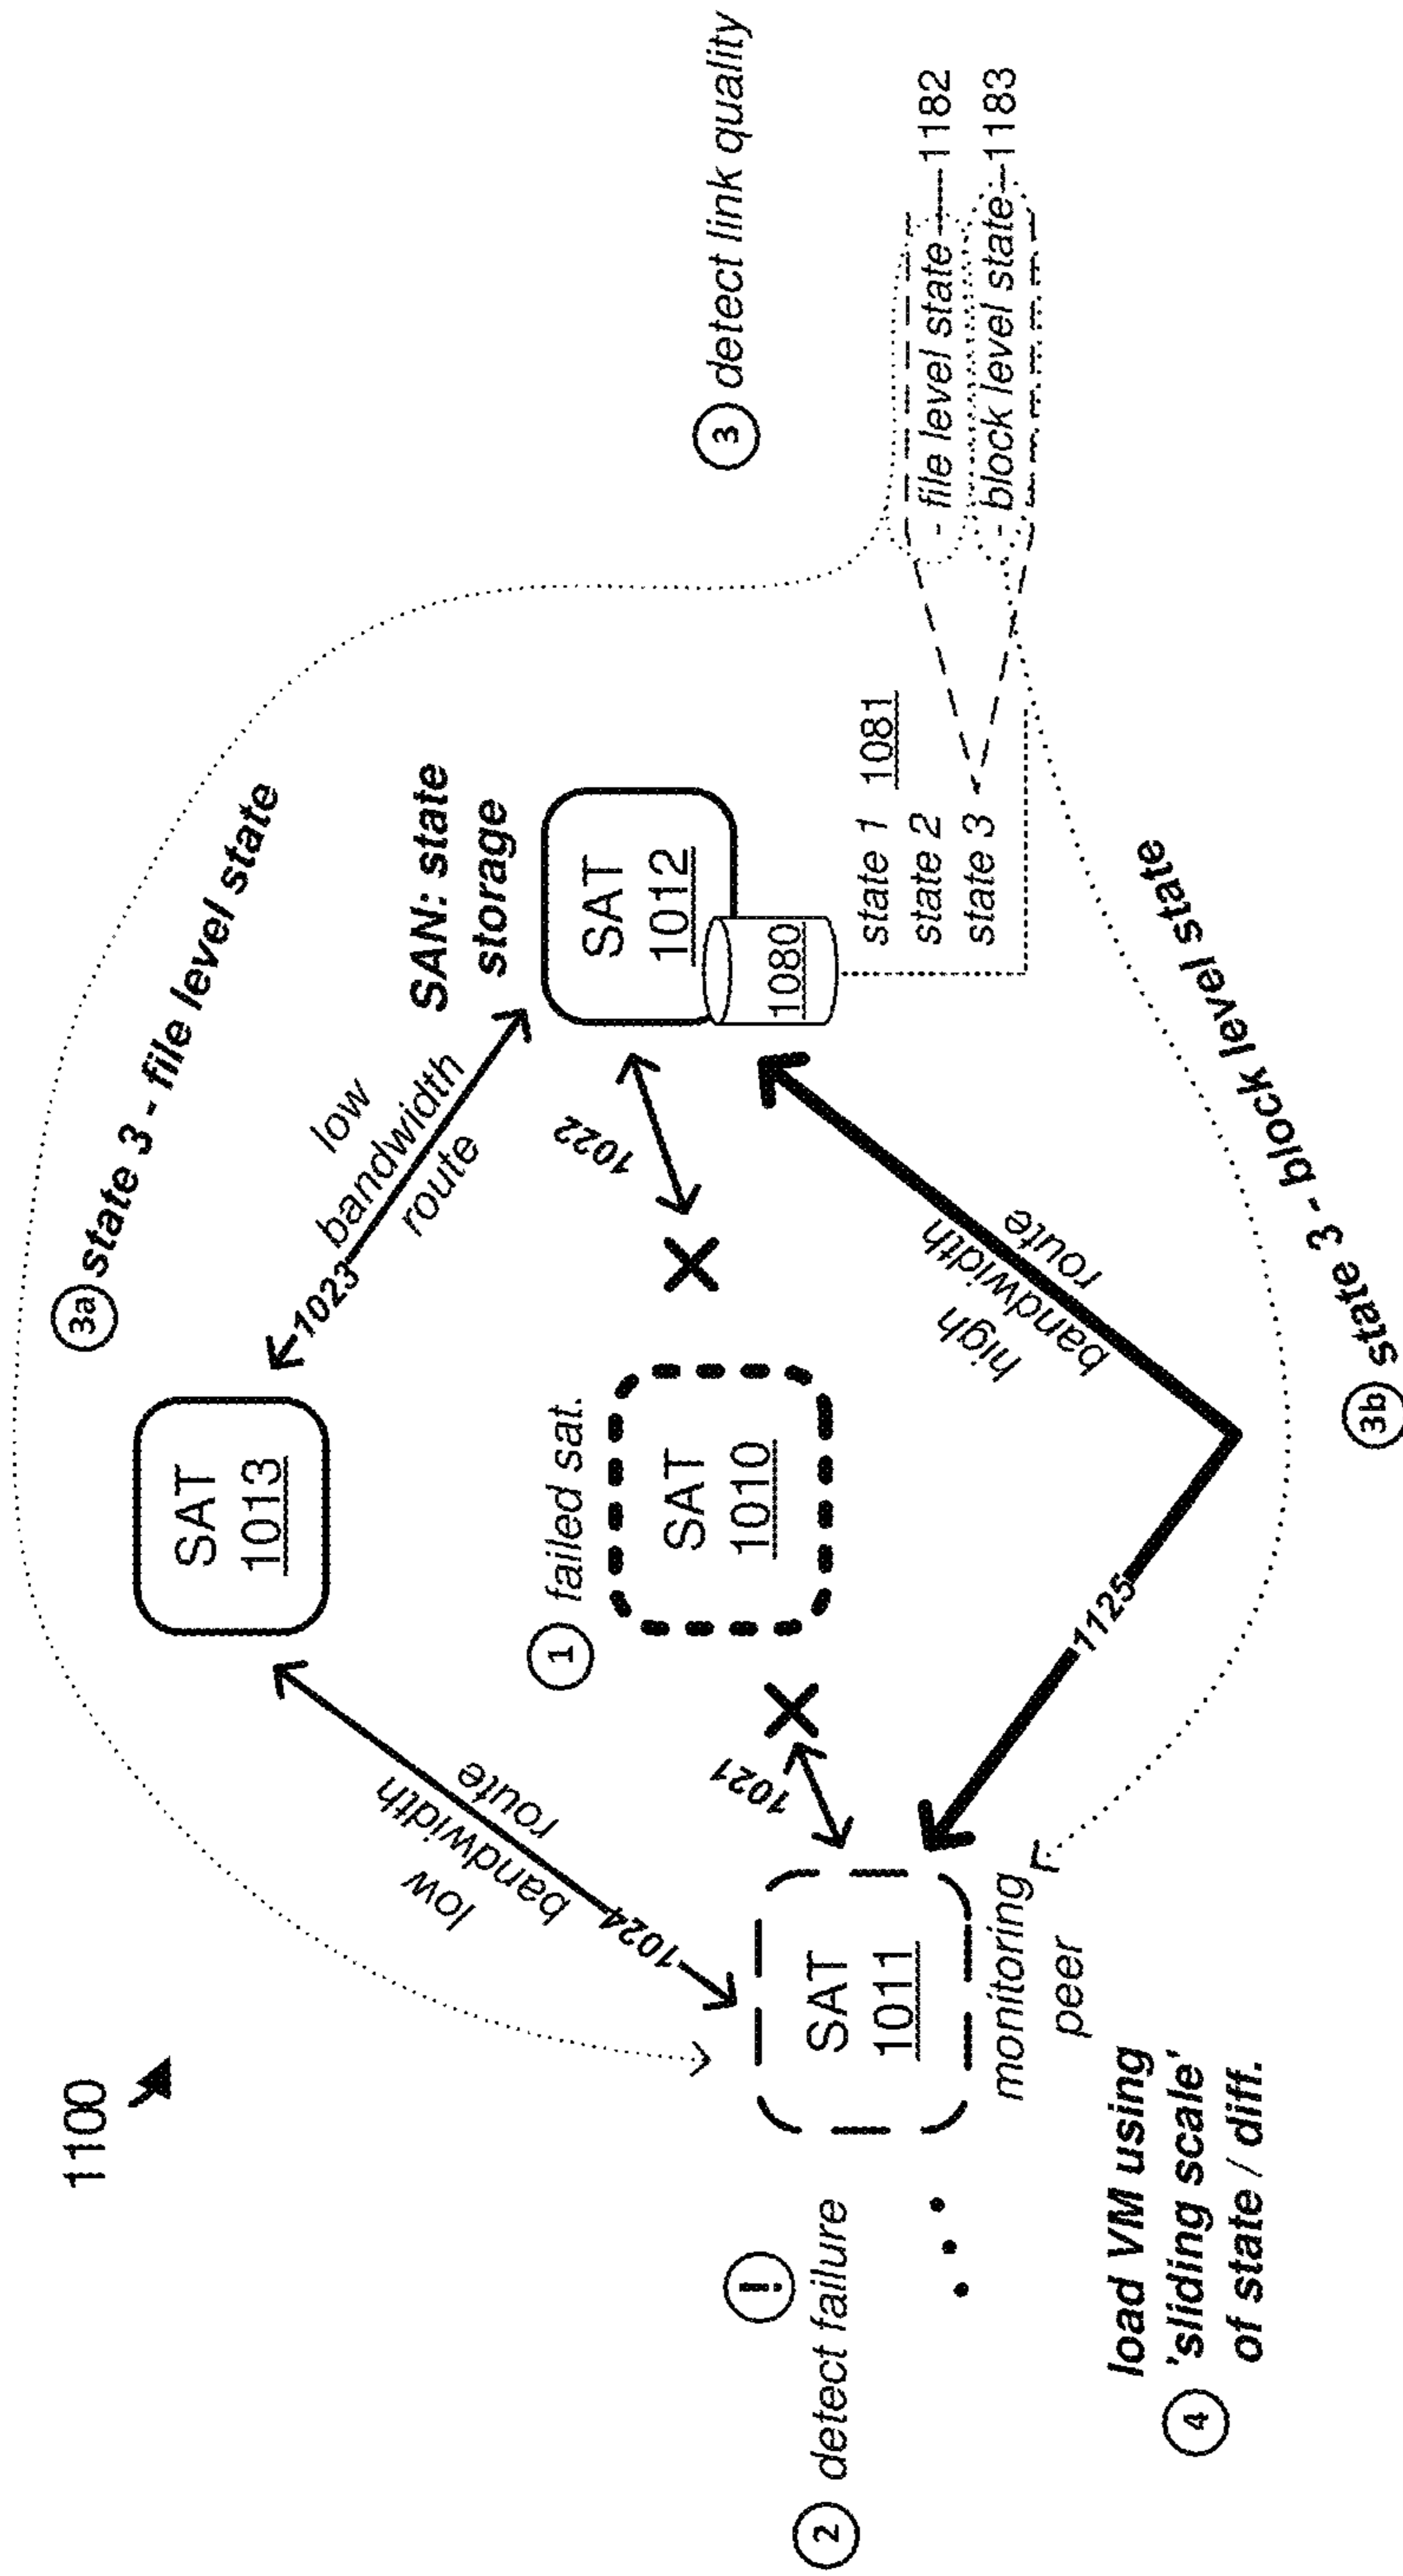 1100
3a state 3 - file level state
SAT
1013
low
bandwidth
route
1024
low
bandwidth
route
1023
SAN: state
storage
3 detect link quality
1 failed sat.
SAT
1010
SAT
1012
1022
1021
1080
state 1 1081
state 2
state 3
- file level state 1182
- block level state 1183
!
2 detect failure
SAT
1011
monitoring
peer
high
bandwidth
route
1125
4 load VM using
'sliding scale'
of state / diff.
3b state 3 - block level state